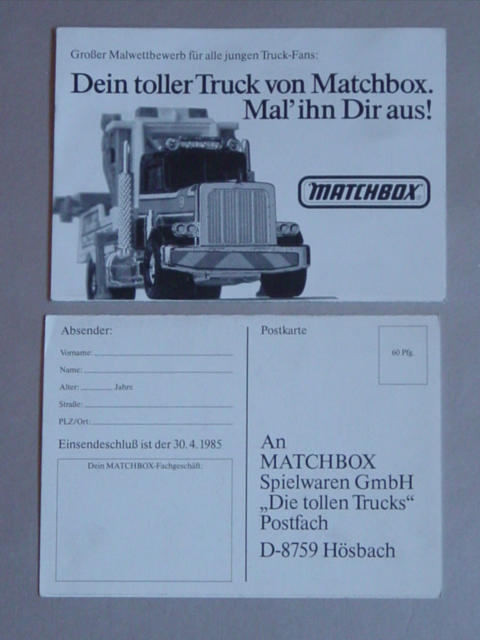 Großer Malwettbewerb für alle jungen Truck-Fans:
Dein toller Truck von Matchbox.
Mal' ihn Dir aus!
MATCHBOX
Absender:
Vorname:
Name:
Alter: Jahre
Straße:
PLZ/Ort:
Einsendeschluß ist der 30. 4. 1985
Dein MATCHBOX-Fachgeschäft:
Postkarte
60 Pfg.
An
MATCHBOX
Spielwaren GmbH
„Die tollen Trucks“
Postfach
D-8759 Hösbach